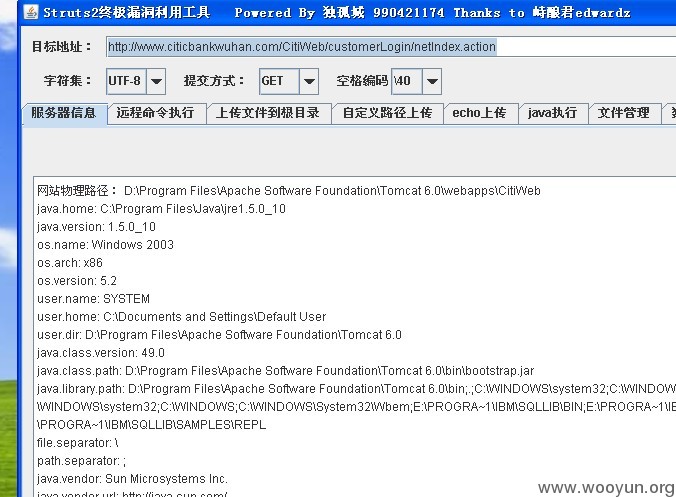 Struts2终极漏洞利用工具 Powered By 独孤城 990421174 Thanks to 峙酿君edwardz
目标地址： http://www.citicbankwuhan.com/CitiWeb/customerLogin/netIndex.action
字符集： UTF-8 提交方式： GET 空格编码 \40
服务器信息 远程命令执行 上传文件到根目录 自定义路径上传 echo上传 java执行 文件管理
网站物理路径： D:\Program Files\Apache Software Foundation\Tomcat 6.0\webapps\CitiWeb
java.home: C:\Program Files\Java\jre1.5.0_10
java.version: 1.5.0_10
os.name: Windows 2003
os.arch: x86
os.version: 5.2
user.name: SYSTEM
user.home: C:\Documents and Settings\Default User
user.dir: D:\Program Files\Apache Software Foundation\Tomcat 6.0
java.class.version: 49.0
java.class.path: D:\Program Files\Apache Software Foundation\Tomcat 6.0\bin\bootstrap.jar
java.library.path: D:\Program Files\Apache Software Foundation\Tomcat 6.0\bin;.;C:\WINDOWS\system32;C:\WINDOW
WINDOWS\system32;C:\WINDOWS;C:\WINDOWS\System32\Wbem;E:\PROGRA~1\IBM\SQLLIB\BIN;E:\PROGRA~1\IE
\PROGRA~1\IBM\SQLLIB\SAMPLES\REPL
file.separator: \
path.separator: ;
java.vendor: Sun Microsystems Inc.
java.vendor.url: http://java.sun.com/
www.wooyun.org